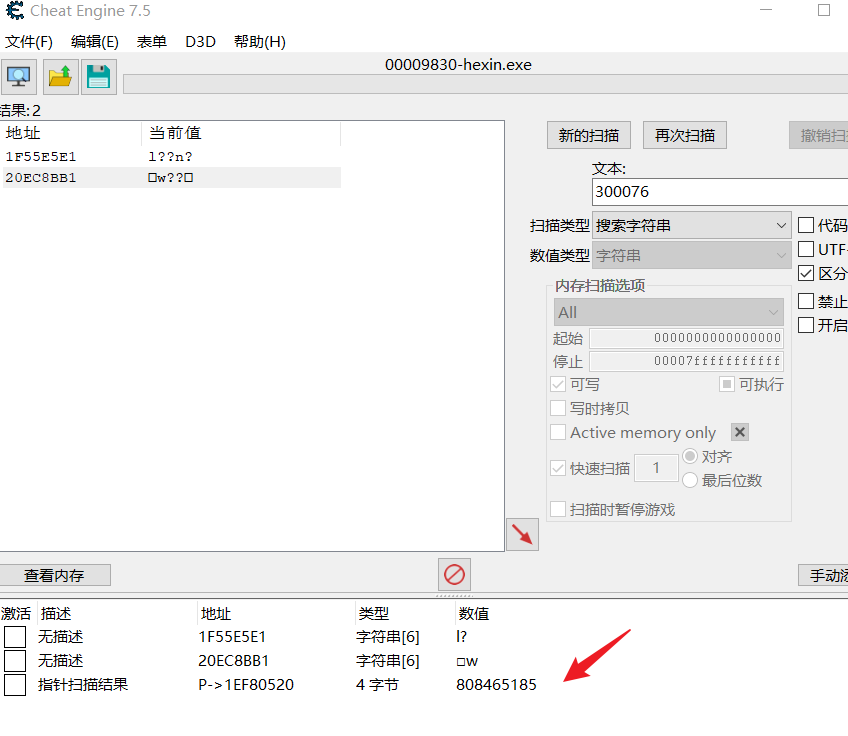 Cheat Engine 7.5
文件(F) 编辑(E) 表单 D3D 帮助(H)
00009830-hexin.exe
结果: 2
地址 当前值
1F55E5E1 l??n?
20EC8BB1 □w??□
新的扫描 再次扫描 撤销扫
文本:
300076
扫描类型 搜索字符串 代码
数值类型 字符串 UTF-
区分
内存扫描选项
All 禁止
起始 0000000000000000 开启
停止 00007fffffffffff
可写 可执行
写时拷贝
Active memory only
快速扫描 1 对齐
最后位数
扫描时暂停游戏
查看内存 手动添
激活 描述 地址 类型 数值
无描述 1F55E5E1 字符串[6] l?
无描述 20EC8BB1 字符串[6] □w
指针扫描结果 P->1EF80520 4 字节 808465185